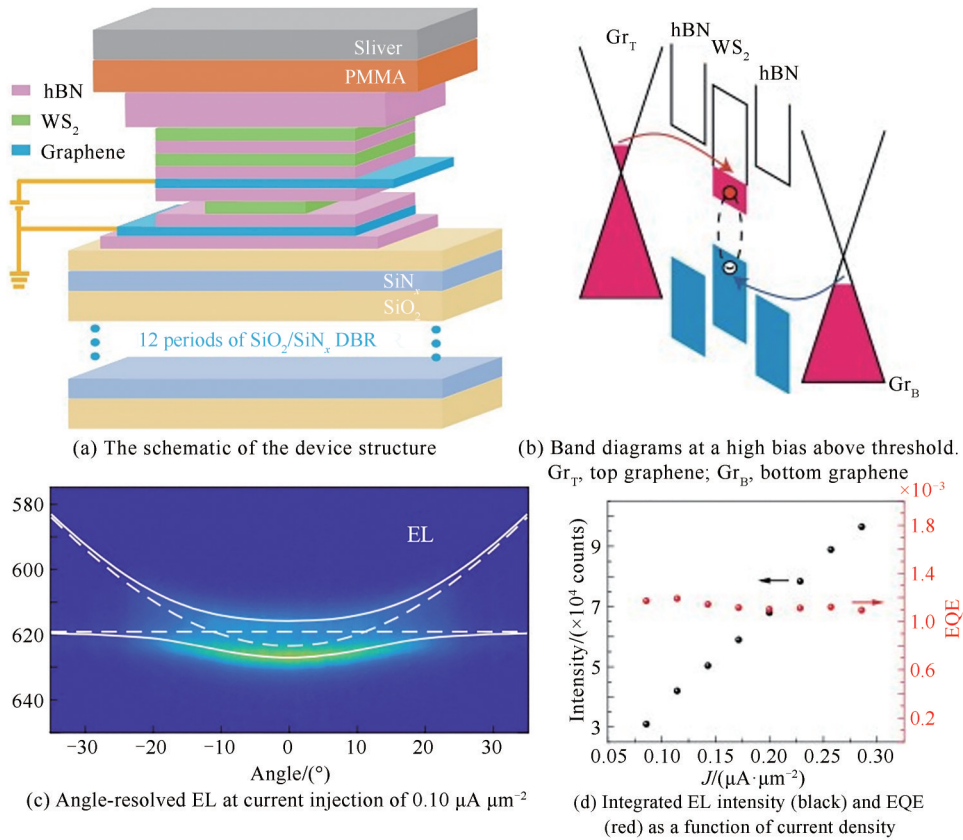 Sliver
PMMA
hBN
WS₂
Graphene
SiNₓ
SiO₂
12 periods of SiO₂/SiNₓ DBR
(a) The schematic of the device structure
Gr_T
hBN
WS₂
hBN
Gr_B
(b) Band diagrams at a high bias above threshold.
Gr_T, top graphene; Gr_B, bottom graphene
580
600
620
640
EL
−30 −20 −10 0 10 20 30
Angle/(°)
(c) Angle-resolved EL at current injection of 0.10 μA μm⁻²
×10⁻³
Intensity/(×10⁴ counts)
9
7
5
3
1.8
1.4
1.0
0.6
0.2
EQE
0.05 0.10 0.15 0.20 0.25 0.30
J/(μA·μm⁻²)
(d) Integrated EL intensity (black) and EQE
(red) as a function of current density